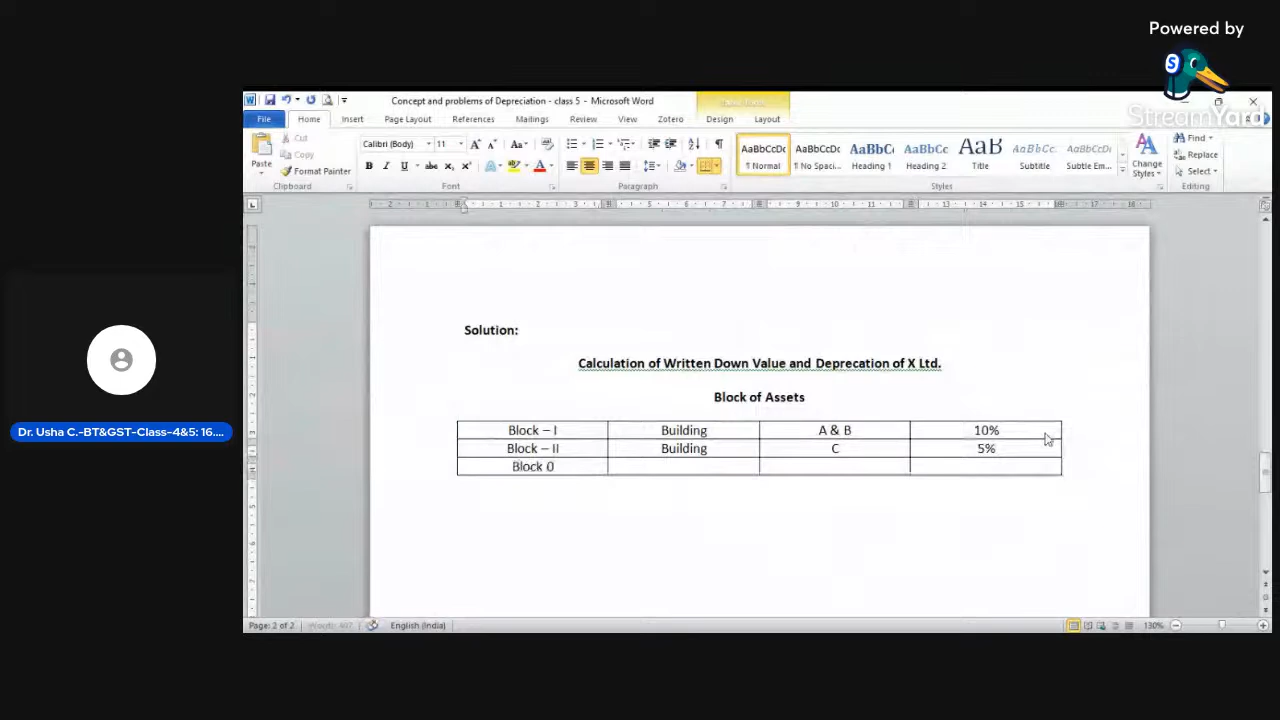 Powered by
S
StreamYard
Concept and problems of Depreciation - class 5 - Microsoft Word
File Home Insert Page Layout References Mailings Review View Zotero Design Layout
Cut
Copy
Paste
Format Painter
Clipboard
Calibri (Body) 11
Font
Paragraph
AaBbCcDc AaBbCcDc AaBbCc AaBbCc AaB AaBbCc. AaBbCcDc
¶ Normal ¶ No Spaci... Heading 1 Heading 2 Title Subtitle Subtle Em...
Change Styles
Styles
Find
Replace
Select
Editing
Solution:
Calculation of Written Down Value and Deprecation of X Ltd.
Block of Assets
Block – I Building A & B 10%
Block – II Building C 5%
Block 0
Dr. Usha C.-BT&GST-Class-4&5: 16....
Page: 2 of 2 Words: 407 English (India) 130%